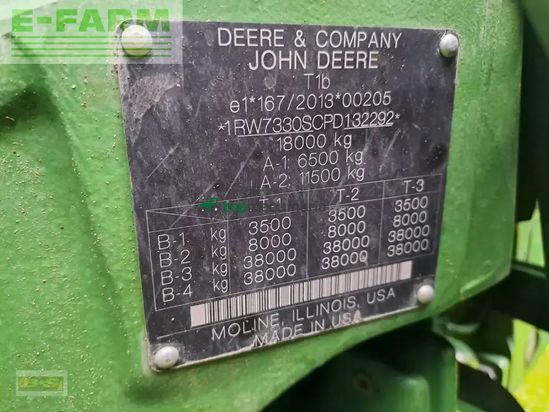 E-FARM
DEERE & COMPANY
JOHN DEERE
T1b
e1*167/2013*00205
*1RW7330SCPD132292*
18000 kg
A-1: 6500 kg
A-2: 11500 kg
T-1 T-2 T-3
B-1 kg 3500 3500 3500
B-2 kg 8000 8000 8000
B-3 kg 38000 38000 38000
B-4 kg 38000 38000 38000
MOLINE, ILLINOIS, USA
MADE IN USA